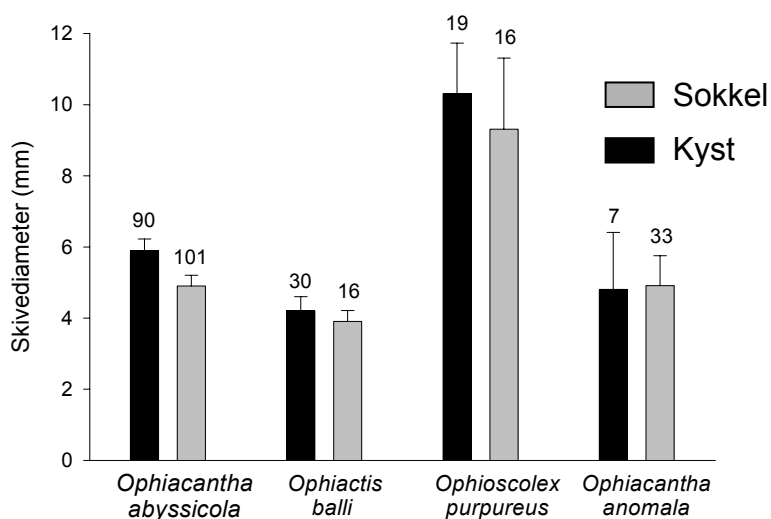 12
10
8
6
4
2
0
Skivediameter (mm)
90
101
30
16
19
16
7
33
Sokkel
Kyst
Ophiacantha
abyssicola
Ophiactis
balli
Ophioscolex
purpureus
Ophiacantha
anomala